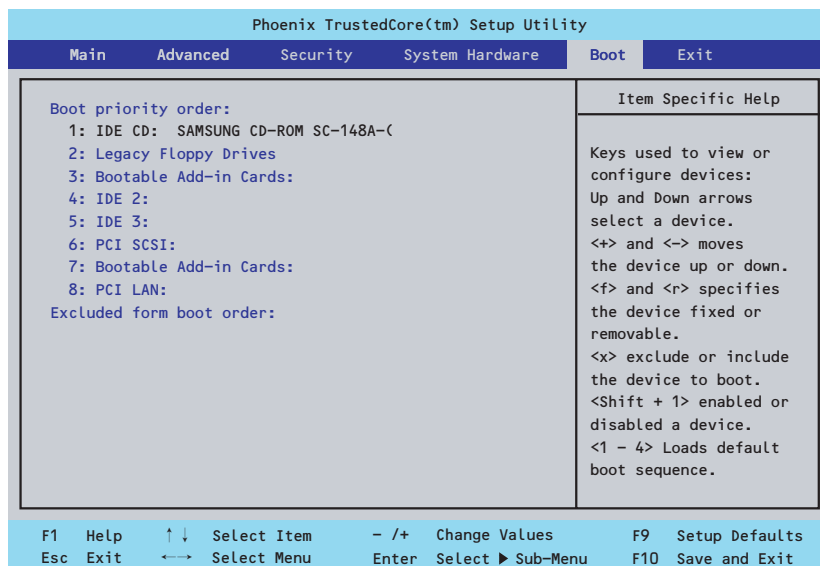 Phoenix TrustedCore(tm) Setup Utility
Main Advanced Security System Hardware Boot Exit
Boot priority order:
1: IDE CD: SAMSUNG CD-ROM SC-148A-(
2: Legacy Floppy Drives
3: Bootable Add-in Cards:
4: IDE 2:
5: IDE 3:
6: PCI SCSI:
7: Bootable Add-in Cards:
8: PCI LAN:
Excluded form boot order:
Item Specific Help
Keys used to view or
configure devices:
Up and Down arrows
select a device.
<+> and <-> moves
the device up or down.
<f> and <r> specifies
the device fixed or
removable.
<x> exclude or include
the device to boot.
<Shift + 1> enabled or
disabled a device.
<1 - 4> Loads default
boot sequence.
F1 Help ↑↓ Select Item - /+ Change Values F9 Setup Defaults
Esc Exit ←→ Select Menu Enter Select ▶ Sub-Menu F10 Save and Exit